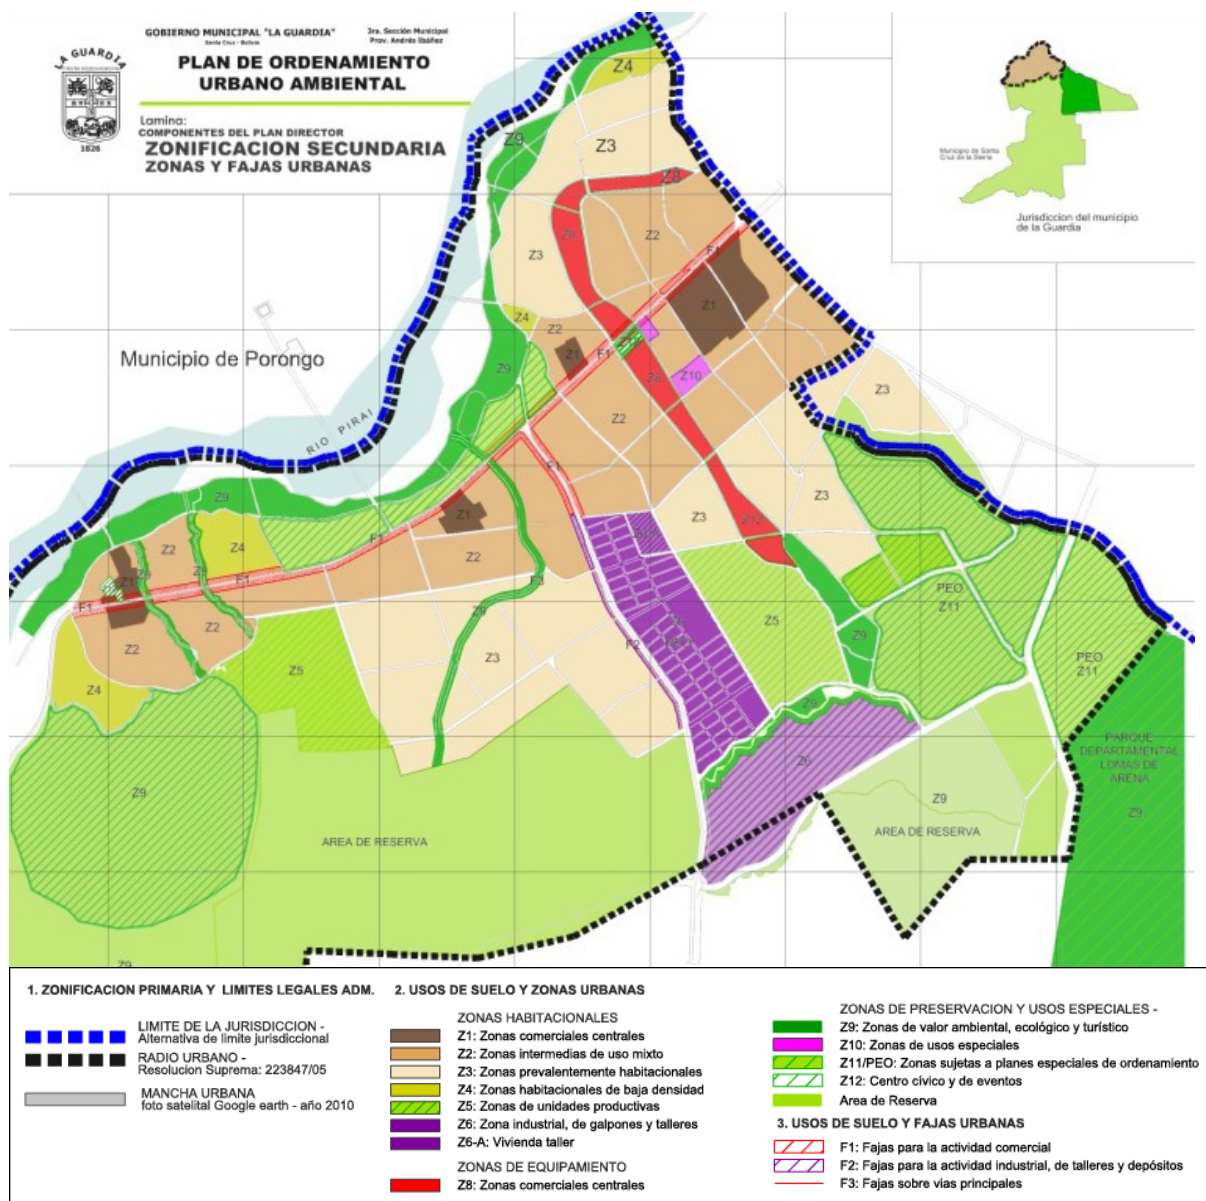 GOBIERNO MUNICIPAL "LA GUARDIA"
Santa Cruz - Bolivia
3ra. Sección Municipal
Prov. Andrés Ibáñez
LA GUARDIA
1826
PLAN DE ORDENAMIENTO
URBANO AMBIENTAL
Lamina:
COMPONENTES DEL PLAN DIRECTOR
ZONIFICACION SECUNDARIA
ZONAS Y FAJAS URBANAS
Municipio de Santa
Cruz de la Sierra
Jurisdiccion del municipio
de la Guardia
Z4
Z9
Z3
Z8
Z2
F1
Z3
Z1
Z4
Z2
Z1
F1
Z10
Z9
Z2
Z3
Municipio de Porongo
RIO PIRAI
F1
Z9
Z1
F1
Z3
Z3
Z4
Z2
Z2
F1
F1
F3
PEO
Z11
Z2
Z2
Z3
F2
Z5
Z9
PEO
Z11
Z4
Z5
Z9
Z6
PARQUE
DEPARTAMENTAL
LOMAS DE
ARENA
Z9
Z9
Z9
AREA DE RESERVA
AREA DE RESERVA
Z9
1. ZONIFICACION PRIMARIA Y LIMITES LEGALES ADM.
LIMITE DE LA JURISDICCION -
Alternativa de limite jurisdiccional
RADIO URBANO -
Resolucion Suprema: 223847/05
MANCHA URBANA
foto satelital Google earth - año 2010
2. USOS DE SUELO Y ZONAS URBANAS
ZONAS HABITACIONALES
Z1: Zonas comerciales centrales
Z2: Zonas intermedias de uso mixto
Z3: Zonas prevalentemente habitacionales
Z4: Zonas habitacionales de baja densidad
Z5: Zonas de unidades productivas
Z6: Zona industrial, de galpones y talleres
Z6-A: Vivienda taller
ZONAS DE EQUIPAMIENTO
Z8: Zonas comerciales centrales
ZONAS DE PRESERVACION Y USOS ESPECIALES -
Z9: Zonas de valor ambiental, ecológico y turístico
Z10: Zonas de usos especiales
Z11/PEO: Zonas sujetas a planes especiales de ordenamiento
Z12: Centro cívico y de eventos
Area de Reserva
3. USOS DE SUELO Y FAJAS URBANAS
F1: Fajas para la actividad comercial
F2: Fajas para la actividad industrial, de talleres y depósitos
F3: Fajas sobre vias principales